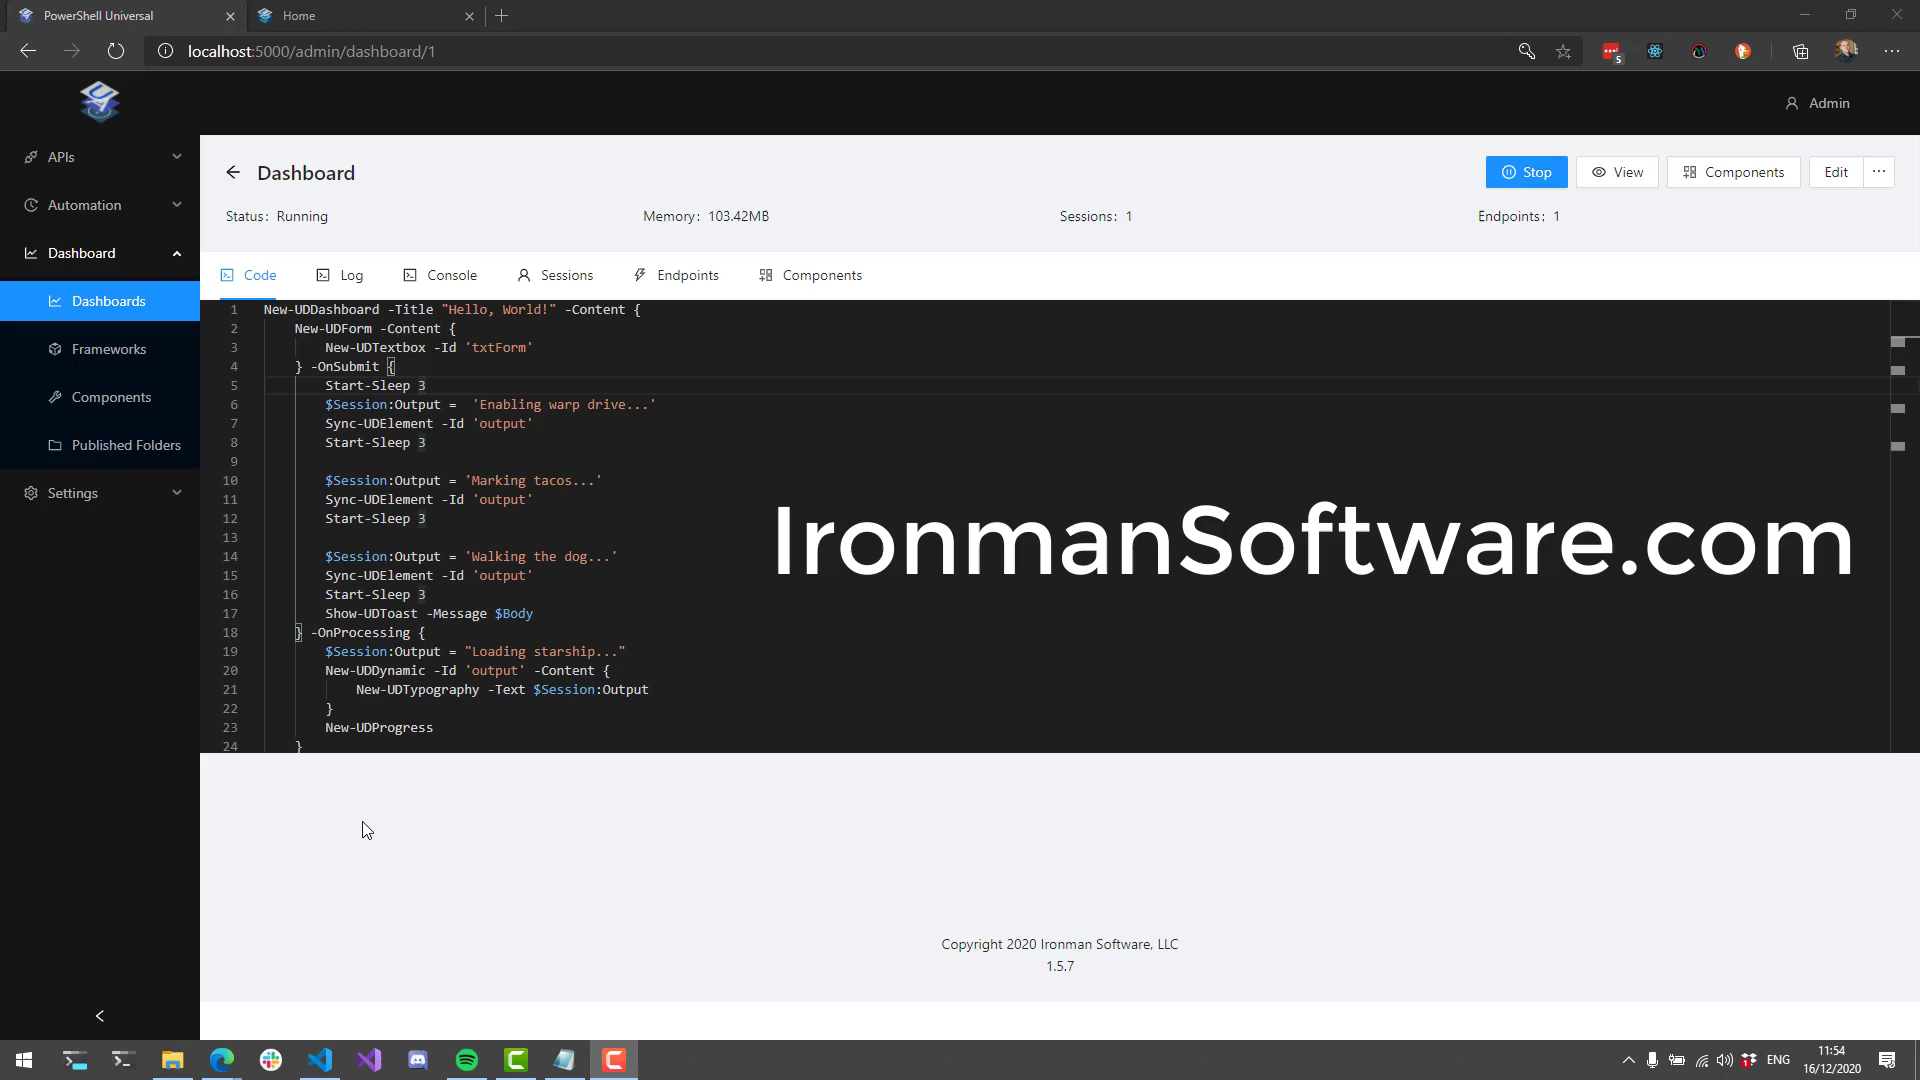 PowerShell Universal
Home
localhost:5000/admin/dashboard/1
5
Admin
APIs
Automation
Dashboard
Dashboards
Frameworks
Components
Published Folders
Settings
Dashboard
Stop
View
Components
Edit
Status: Running
Memory: 103.42MB
Sessions: 1
Endpoints: 1
Code
Log
Console
Sessions
Endpoints
Components
1 New-UDDashboard -Title "Hello, World!" -Content {
2 New-UDForm -Content {
3 New-UDTextbox -Id 'txtForm'
4 } -OnSubmit {
5 Start-Sleep 3
6 $Session:Output = 'Enabling warp drive...'
7 Sync-UDElement -Id 'output'
8 Start-Sleep 3
9
10 $Session:Output = 'Marking tacos...'
11 Sync-UDElement -Id 'output'
12 Start-Sleep 3
13
14 $Session:Output = 'Walking the dog...'
15 Sync-UDElement -Id 'output'
16 Start-Sleep 3
17 Show-UDToast -Message $Body
18 } -OnProcessing {
19 $Session:Output = "Loading starship..."
20 New-UDDynamic -Id 'output' -Content {
21 New-UDTypography -Text $Session:Output
22 }
23 New-UDProgress
24 }
IronmanSoftware.com
Copyright 2020 Ironman Software, LLC
1.5.7
ENG
11:54
16/12/2020